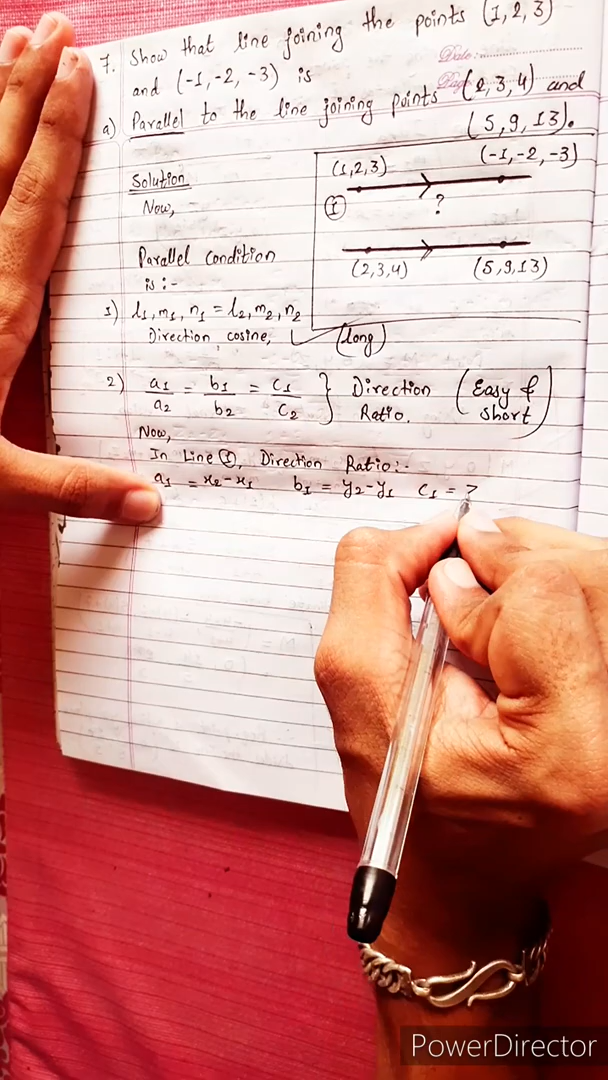 7. Show that line joining the points (1, 2, 3)
Date:
and (-1, -2, -3) is
a) Parallel to the line joining points (2, 3, 4) and
(5, 9, 13).
Solution
Now,
(1, 2, 3) (-1, -2, -3)
I ?
(2, 3, 4) (5, 9, 13)
Parallel Condition
is :-
1) l₁, m₁, n₁ = l₂, m₂, n₂
Direction cosine, (long)
2) a₁/a₂ = b₁/b₂ = c₁/c₂ } Direction Ratio. (Easy & short)
Now,
In Line I, Direction Ratio:-
a₁ = x₂-x₁ b₁ = y₂-y₁ c₁ =
PowerDirector